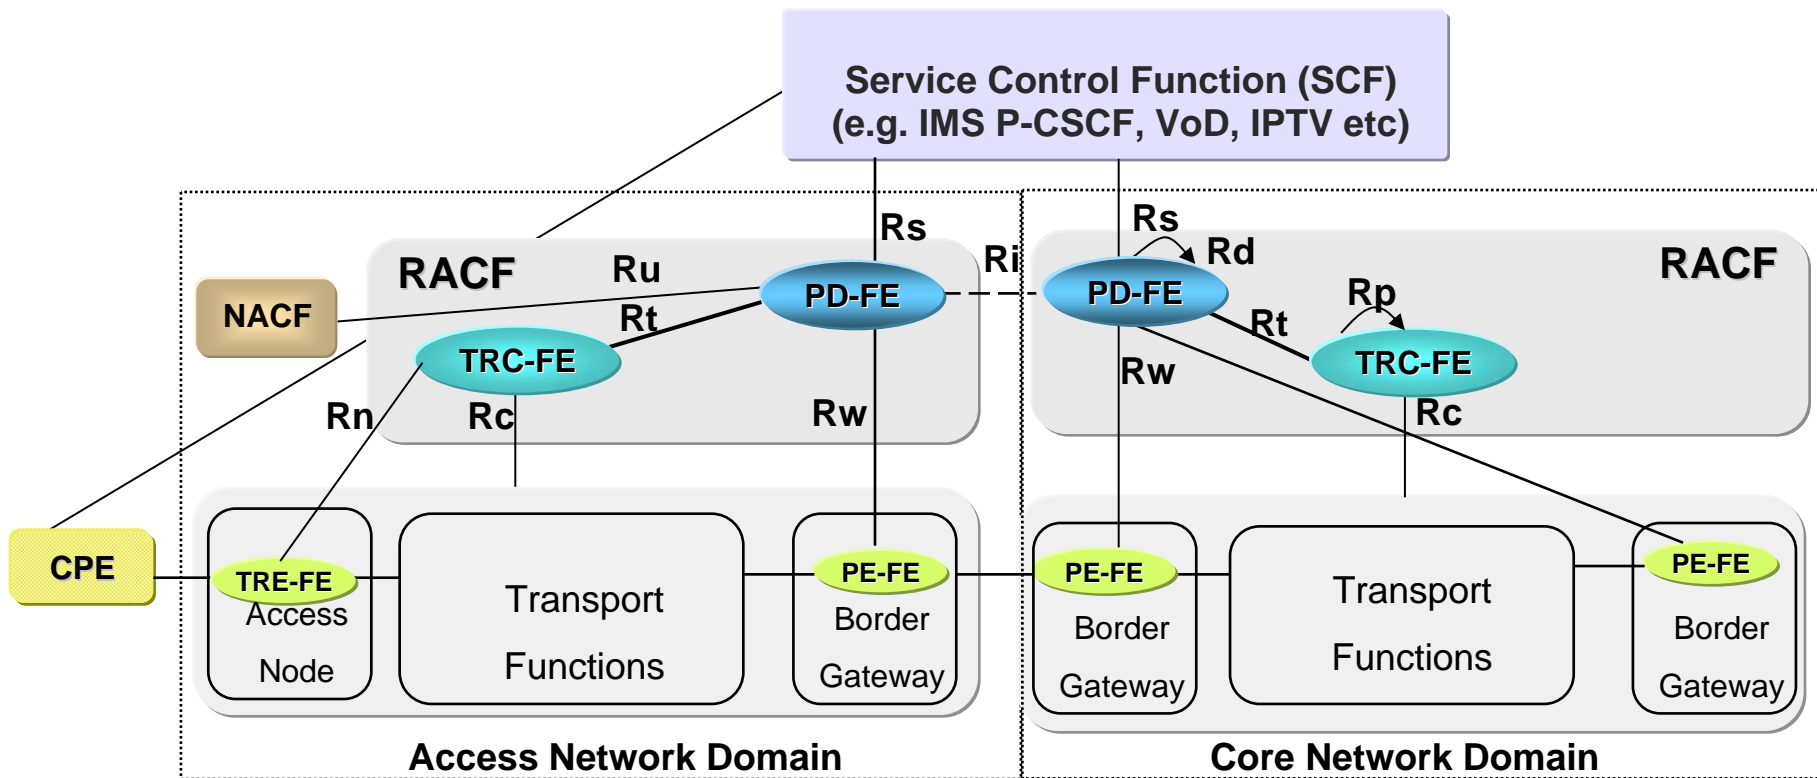 Service Control Function (SCF)
(e.g. IMS P-CSCF, VoD, IPTV etc)
Rs
Rs
Rd
Ri
RACF
RACF
Ru
NACF
PD-FE
PD-FE
Rt
Rp
Rt
TRC-FE
TRC-FE
Rn
Rc
Rw
Rw
Rc
CPE
TRE-FE
Access
Node
Transport
Functions
PE-FE
Border
Gateway
PE-FE
Border
Gateway
Transport
Functions
PE-FE
Border
Gateway
Access Network Domain
Core Network Domain